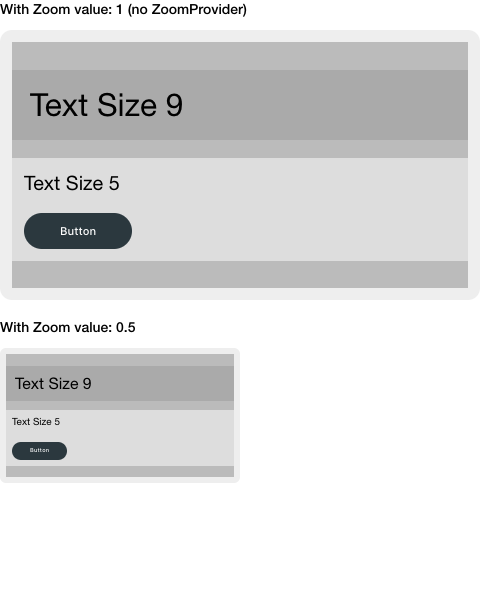 With Zoom value: 1 (no ZoomProvider)
Text Size 9
Text Size 5
Button
With Zoom value: 0.5
Text Size 9
Text Size 5
Button